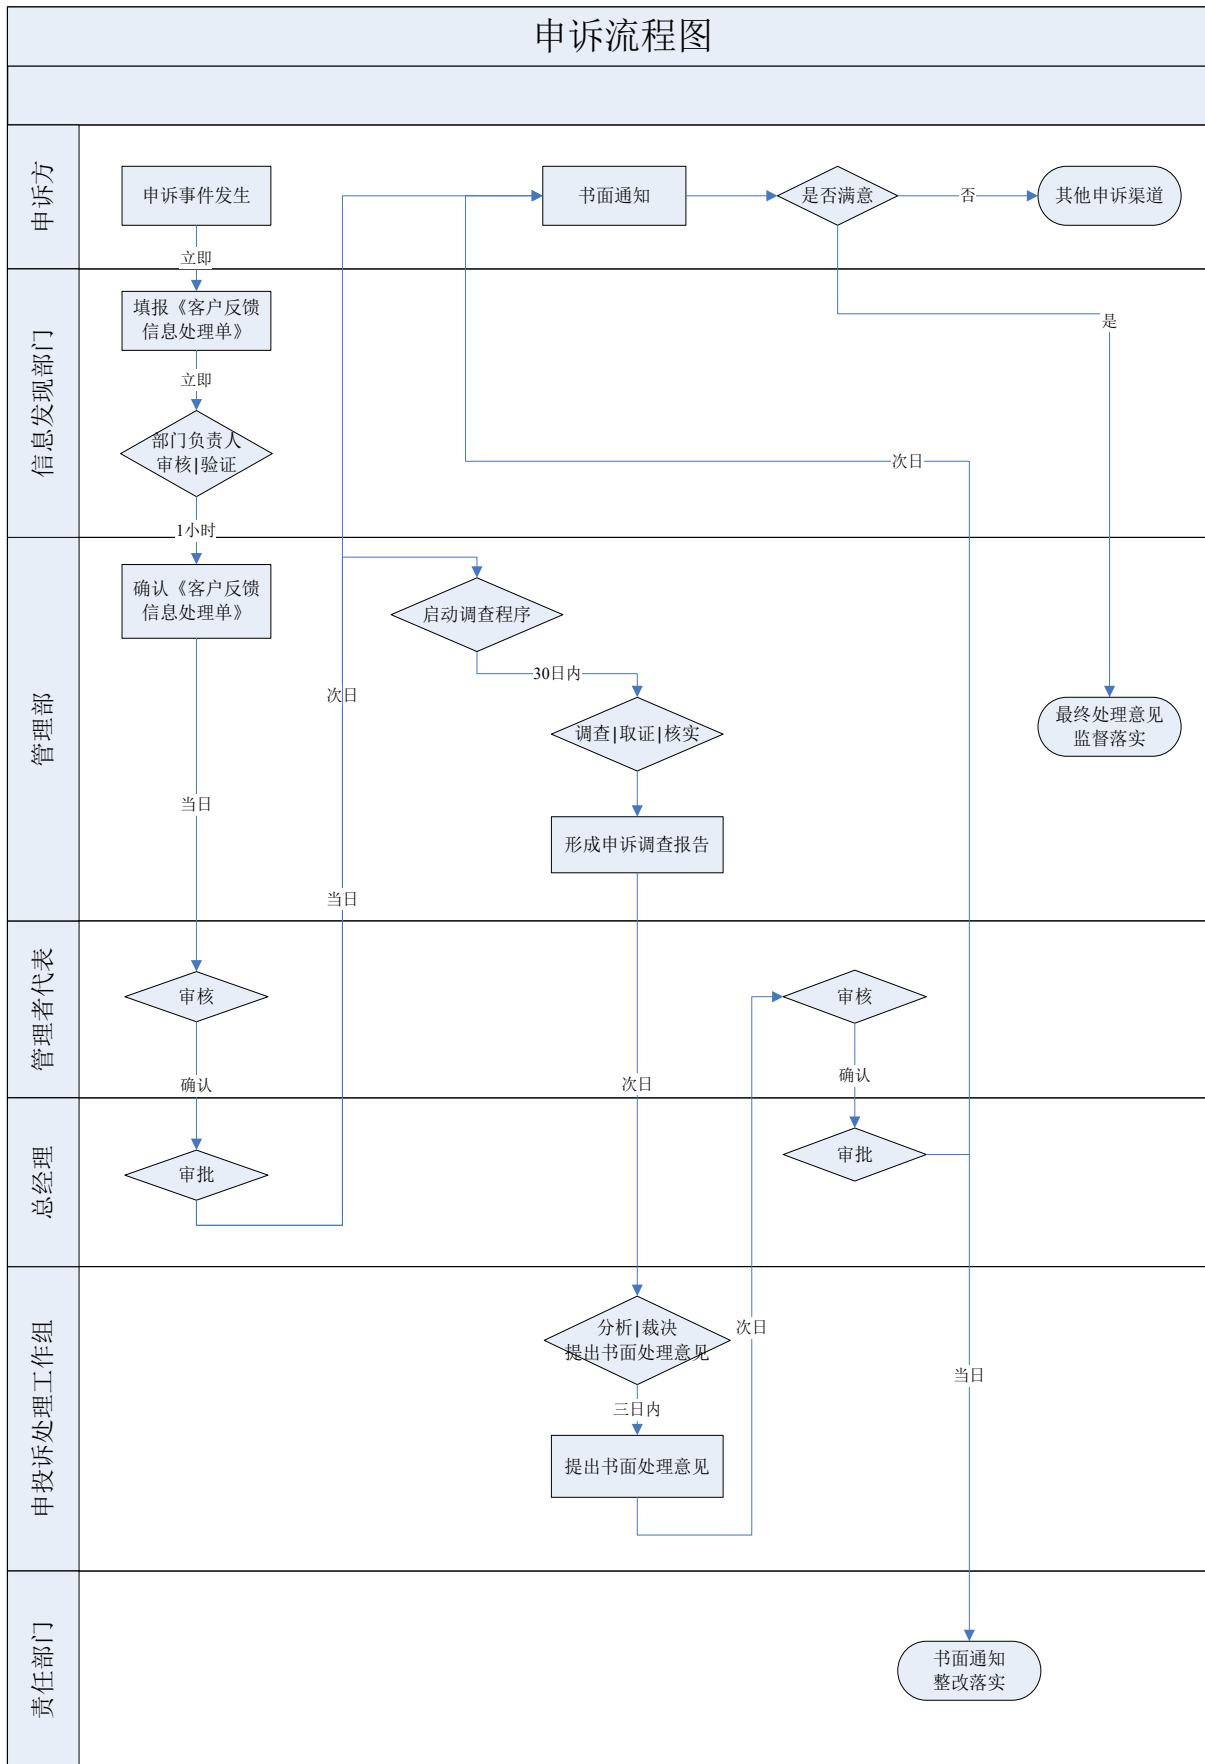 申诉流程图
申诉方
申诉事件发生
书面通知
是否满意
否
其他申诉渠道
立即
信息发现部门
填报《客户反馈
信息处理单》
是
立即
部门负责人
审核|验证
次日
1小时
管理部
确认《客户反馈
信息处理单》
启动调查程序
30日内
次日
调查|取证|核实
最终处理意见
监督落实
当日
形成申诉调查报告
当日
管理者代表
审核
审核
确认
次日
确认
总经理
审批
审批
申投诉处理工作组
分析|裁决
提出书面处理意见
次日
当日
三日内
提出书面处理意见
责任部门
书面通知
整改落实